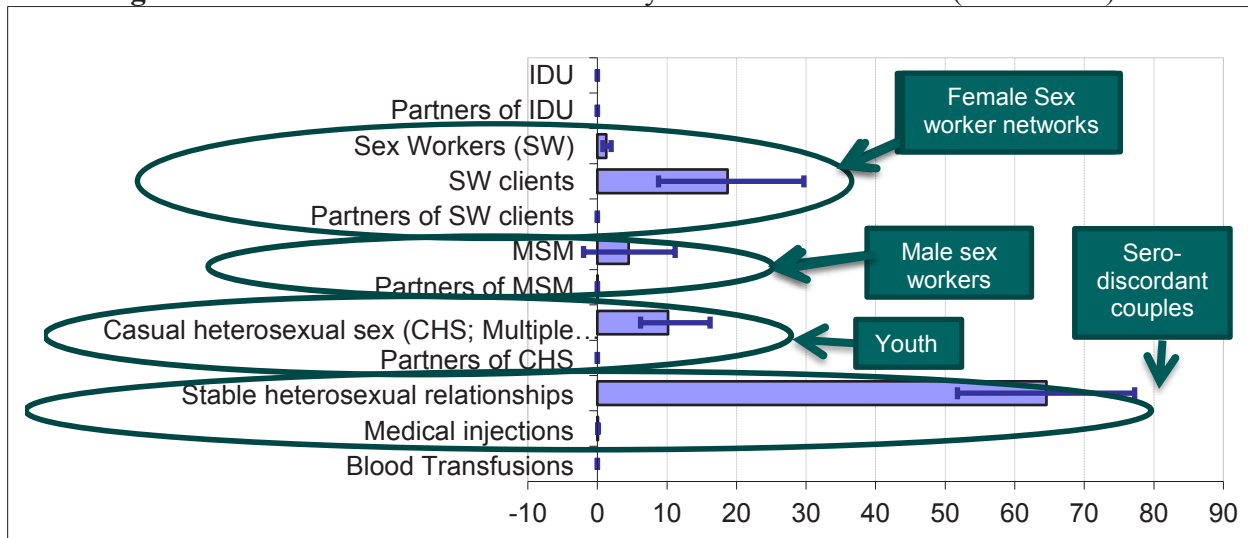 IDU
Partners of IDU
Sex Workers (SW)
SW clients
Partners of SW clients
MSM
Partners of MSM
Casual heterosexual sex (CHS; Multiple…
Partners of CHS
Stable heterosexual relationships
Medical injections
Blood Transfusions
-10 0 10 20 30 40 50 60 70 80 90
Female Sex
worker networks
Male sex
workers
Sero-
discordant
couples
Youth